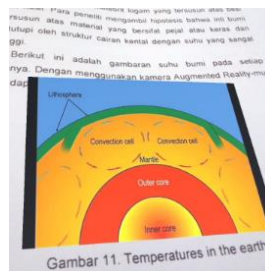 Para peneliti mengambil hipotesis bahwa inti bumi
tersusun atas material yang bersifat pejal atau keras dan
tutupi oleh struktur cairan kental dengan suhu yang sangat
ggi.
Berikut ini adalah gambaran suhu bumi pada setiap
nya. Dengan menggunakan kamera Augmented Reality-mu
dap
Lithosphere
Convection cell
Convection cell
Mantle
Outer core
Inner core
Gambar 11. Temperatures in the earth